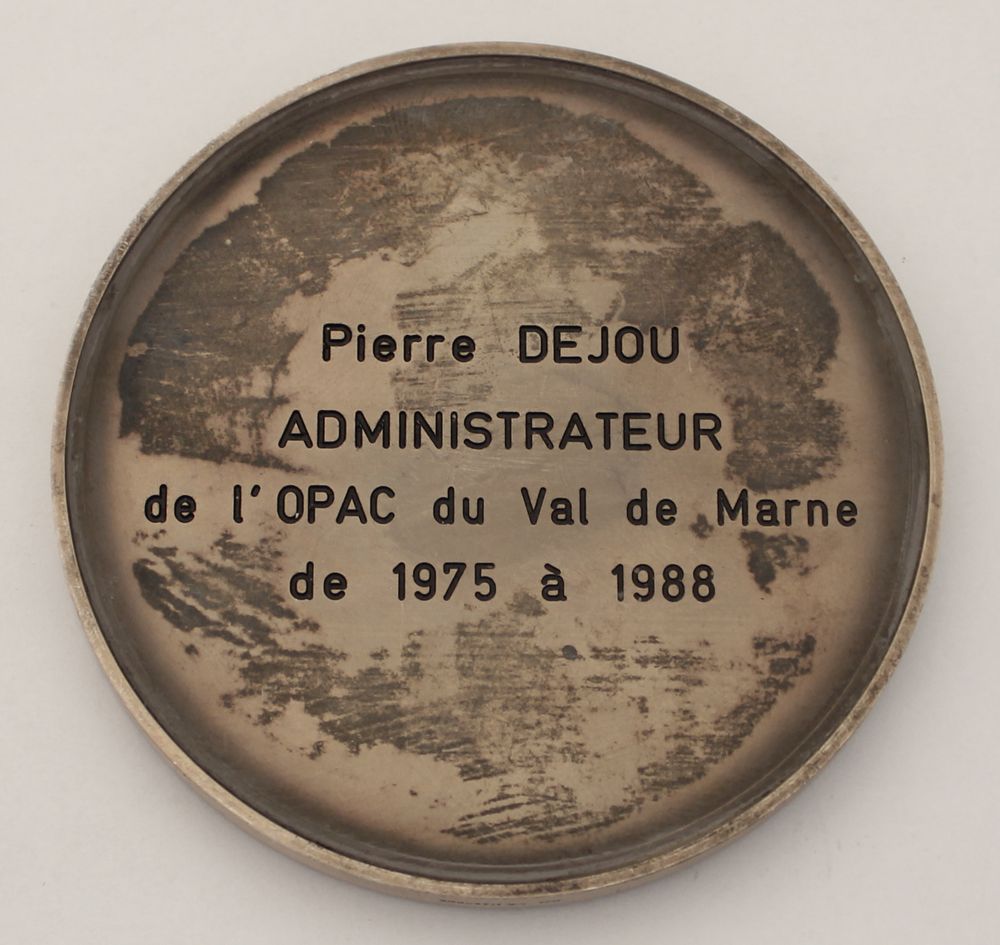 Pierre DEJOU
ADMINISTRATEUR
de l'OPAC du Val de Marne
de 1975 à 1988